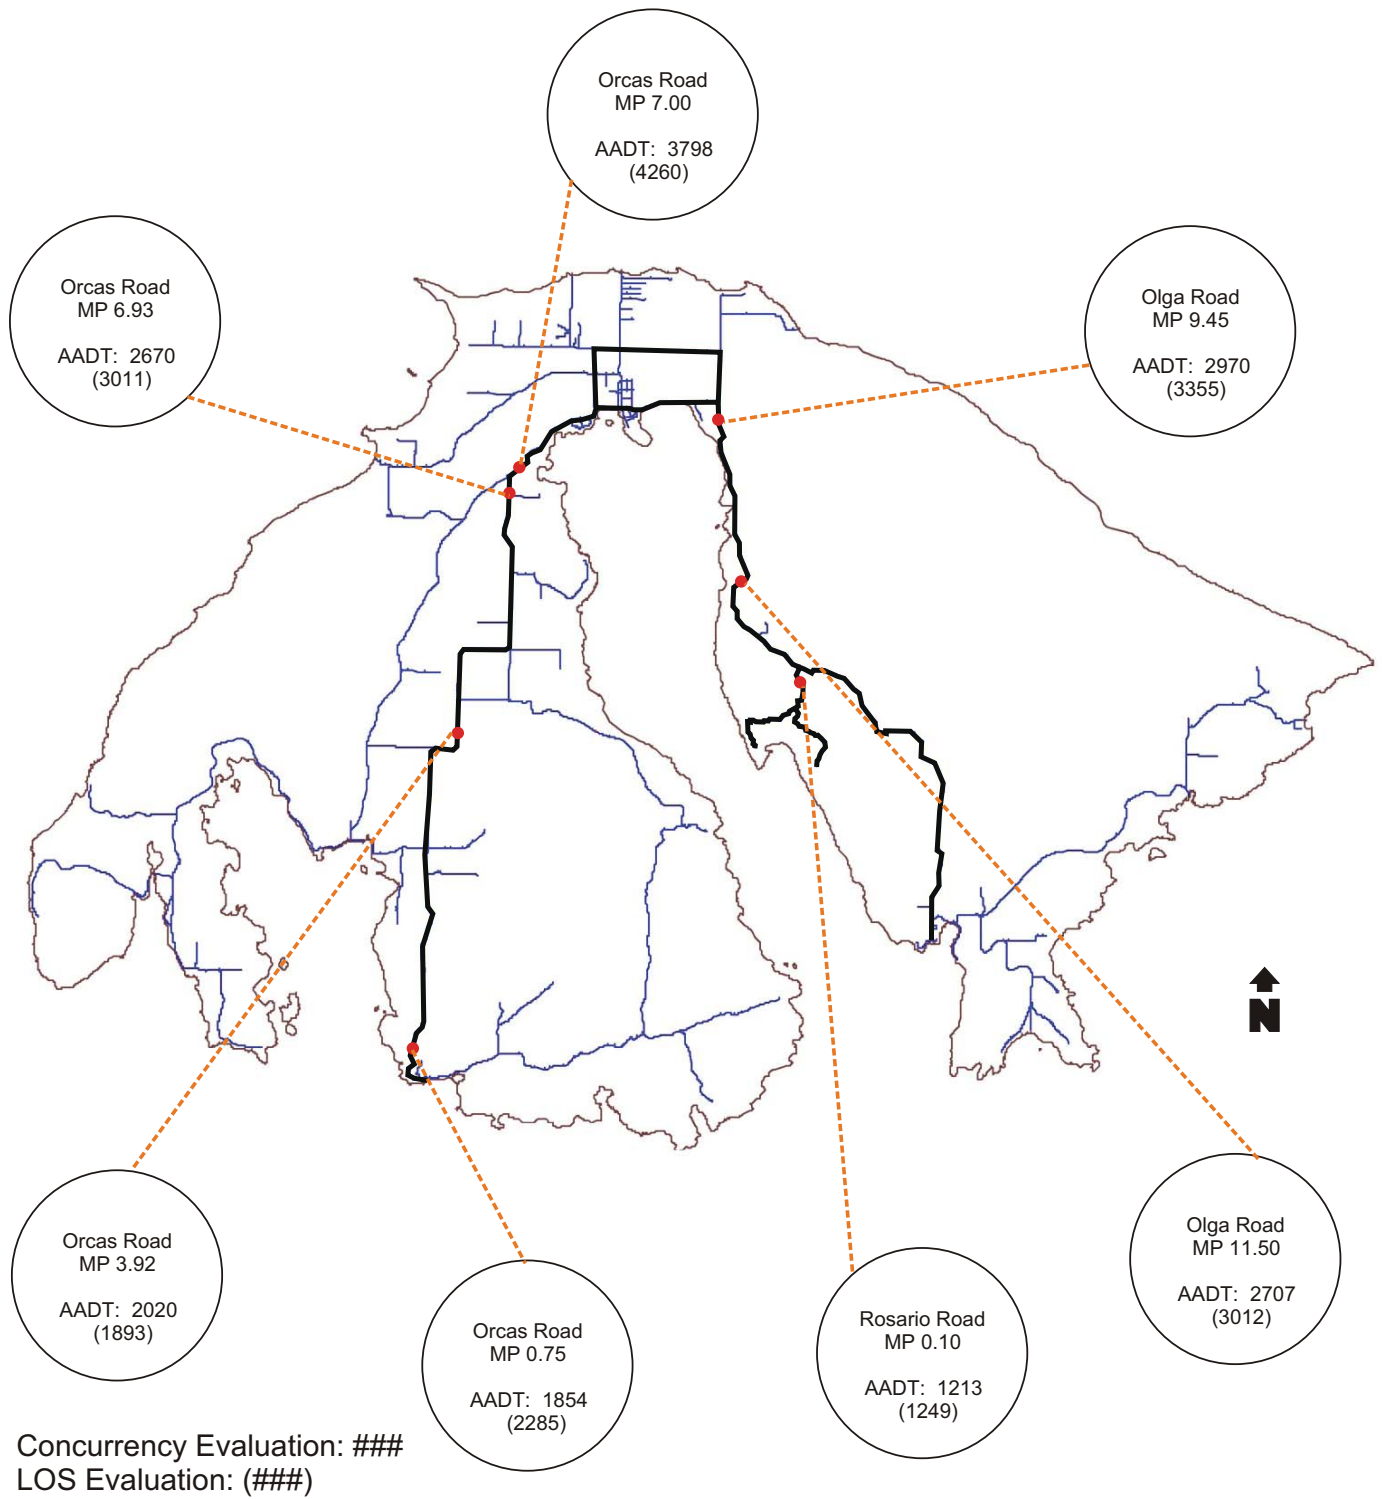 Orcas Road
MP 7.00
AADT: 3798
(4260)
Orcas Road
MP 6.93
AADT: 2670
(3011)
Olga Road
MP 9.45
AADT: 2970
(3355)
N
Orcas Road
MP 3.92
AADT: 2020
(1893)
Orcas Road
MP 0.75
AADT: 1854
(2285)
Rosario Road
MP 0.10
AADT: 1213
(1249)
Olga Road
MP 11.50
AADT: 2707
(3012)
Concurrency Evaluation: ###
LOS Evaluation: (###)